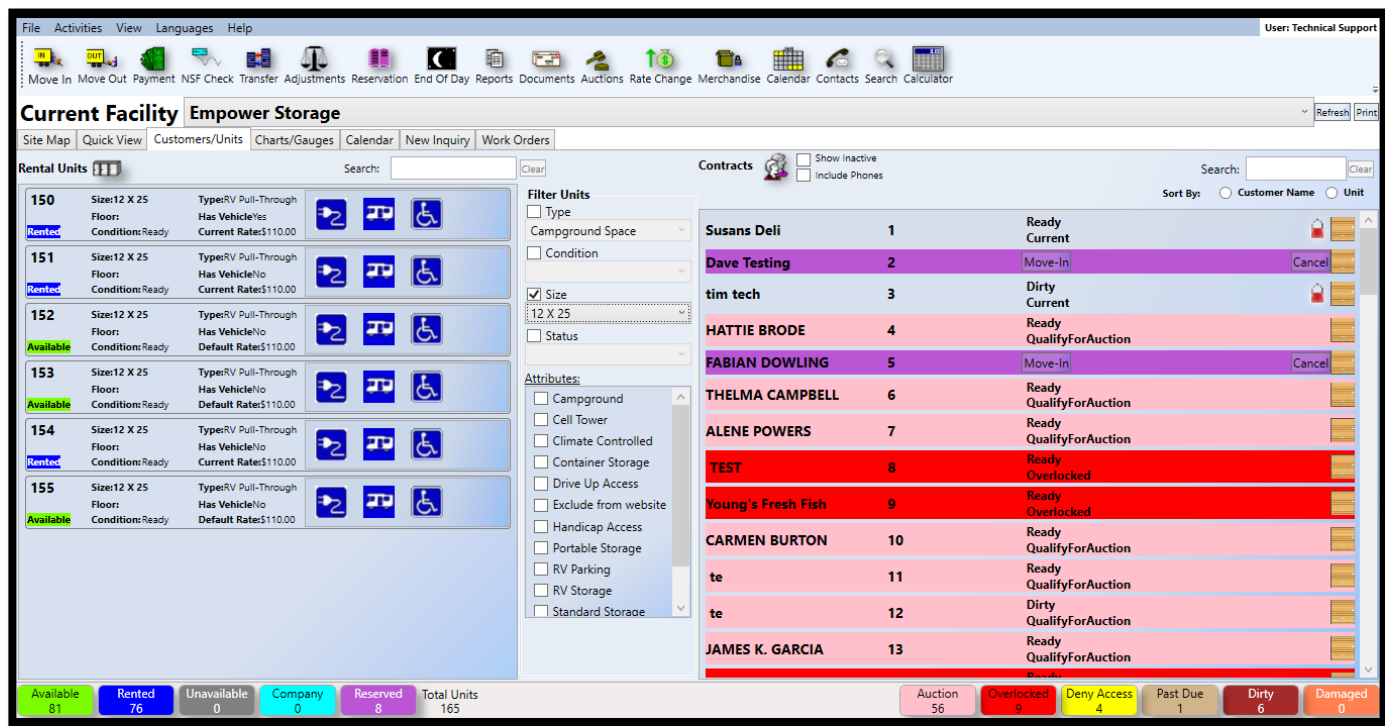 File Activities View Languages Help User: Technical Support
IN OUT
Move In Move Out Payment NSF Check Transfer Adjustments Reservation End Of Day Reports Documents Auctions Rate Change Merchandise Calendar Contacts Search Calculator
Current Facility Empower Storage Refresh Print
Site Map Quick View Customers/Units Charts/Gauges Calendar New Inquiry Work Orders
Rental Units Search: Clear
150 Size:12 X 25 Type:RV Pull-Through
Floor: Has VehicleYes
Rented Condition:Ready Current Rate:$110.00
151 Size:12 X 25 Type:RV Pull-Through
Floor: Has VehicleNo
Rented Condition:Ready Current Rate:$110.00
152 Size:12 X 25 Type:RV Pull-Through
Floor: Has VehicleNo
Available Condition:Ready Default Rate:$110.00
153 Size:12 X 25 Type:RV Pull-Through
Floor: Has VehicleNo
Available Condition:Ready Default Rate:$110.00
154 Size:12 X 25 Type:RV Pull-Through
Floor: Has VehicleNo
Rented Condition:Ready Current Rate:$110.00
155 Size:12 X 25 Type:RV Pull-Through
Floor: Has VehicleNo
Available Condition:Ready Default Rate:$110.00
Filter Units
Type
Campground Space
Condition
Size
12 X 25
Status
Attributes:
Campground
Cell Tower
Climate Controlled
Container Storage
Drive Up Access
Exclude from website
Handicap Access
Portable Storage
RV Parking
RV Storage
Standard Storage
Contracts Show Inactive
Include Phones
Search: Clear
Sort By: Customer Name Unit
Susans Deli 1 Ready
Current
Dave Testing 2 Move-In Cancel
tim tech 3 Dirty
Current
HATTIE BRODE 4 Ready
QualifyForAuction
FABIAN DOWLING 5 Move-In Cancel
THELMA CAMPBELL 6 Ready
QualifyForAuction
ALENE POWERS 7 Ready
QualifyForAuction
TEST 8 Ready
Overlocked
Young's Fresh Fish 9 Ready
Overlocked
CARMEN BURTON 10 Ready
QualifyForAuction
te 11 Ready
QualifyForAuction
te 12 Dirty
QualifyForAuction
JAMES K. GARCIA 13 Ready
QualifyForAuction
Ready
Available Rented Unavailable Company Reserved Total Units
81 76 0 0 8 165
Auction Overlocked Deny Access Past Due Dirty Damaged
56 9 4 1 6 0